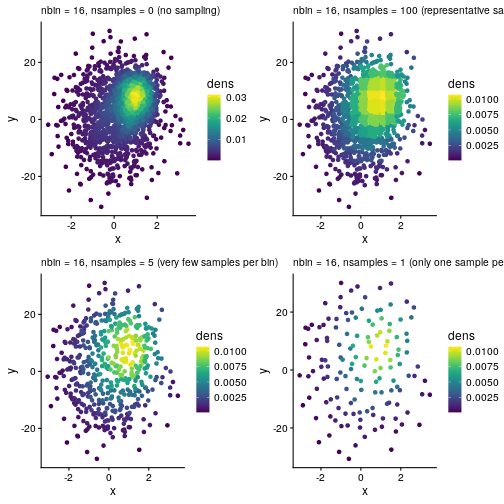 nbin = 16, nsamples = 0 (no sampling)
20
0
-20
y
-2
0
2
x
dens
0.03
0.02
0.01
nbin = 16, nsamples = 100 (representative sa
20
0
-20
y
-2
0
2
x
dens
0.0100
0.0075
0.0050
0.0025
nbin = 16, nsamples = 5 (very few samples per bin)
20
0
-20
y
-2
0
2
x
dens
0.0100
0.0075
0.0050
0.0025
nbin = 16, nsamples = 1 (only one sample pe
20
0
-20
y
-2
0
2
x
dens
0.0100
0.0075
0.0050
0.0025